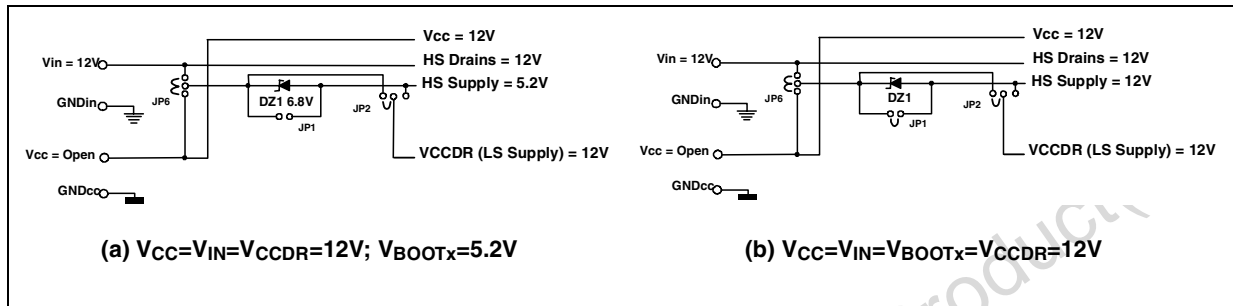 Vcc = 12V
HS Drains = 12V
Vin = 12V
HS Supply = 5.2V
JP6
DZ1 6.8V
JP2
GNDin
JP1
Vcc = Open
VCCDR (LS Supply) = 12V
GNDcc
(a) VCC=VIN=VCCDR=12V; VBOOTx=5.2V
Vcc = 12V
HS Drains = 12V
Vin = 12V
HS Supply = 12V
JP6
DZ1
JP2
GNDin
JP1
Vcc = Open
VCCDR (LS Supply) = 12V
GNDcc
(b) VCC=VIN=VBOOTx=VCCDR=12V